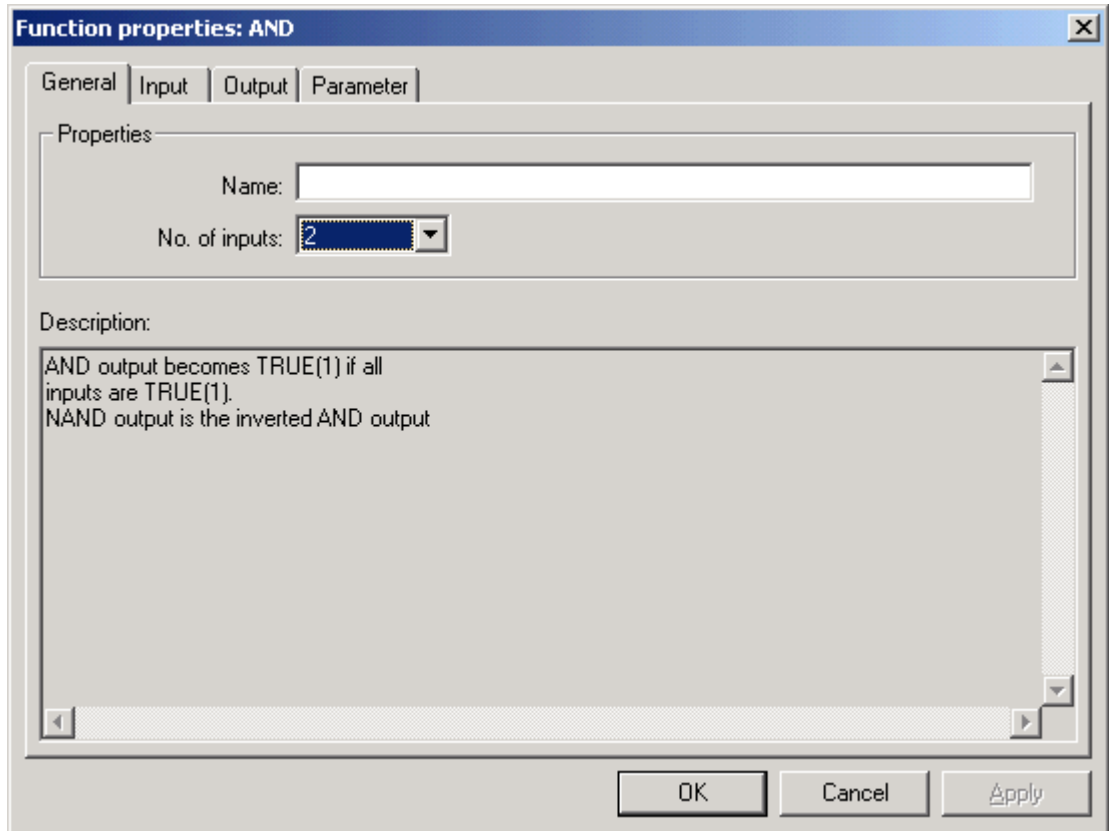 Function properties: AND
General Input Output Parameter
Properties
Name:
No. of inputs: 2
Description:
AND output becomes TRUE(1) if all
inputs are TRUE(1).
NAND output is the inverted AND output
OK Cancel Apply